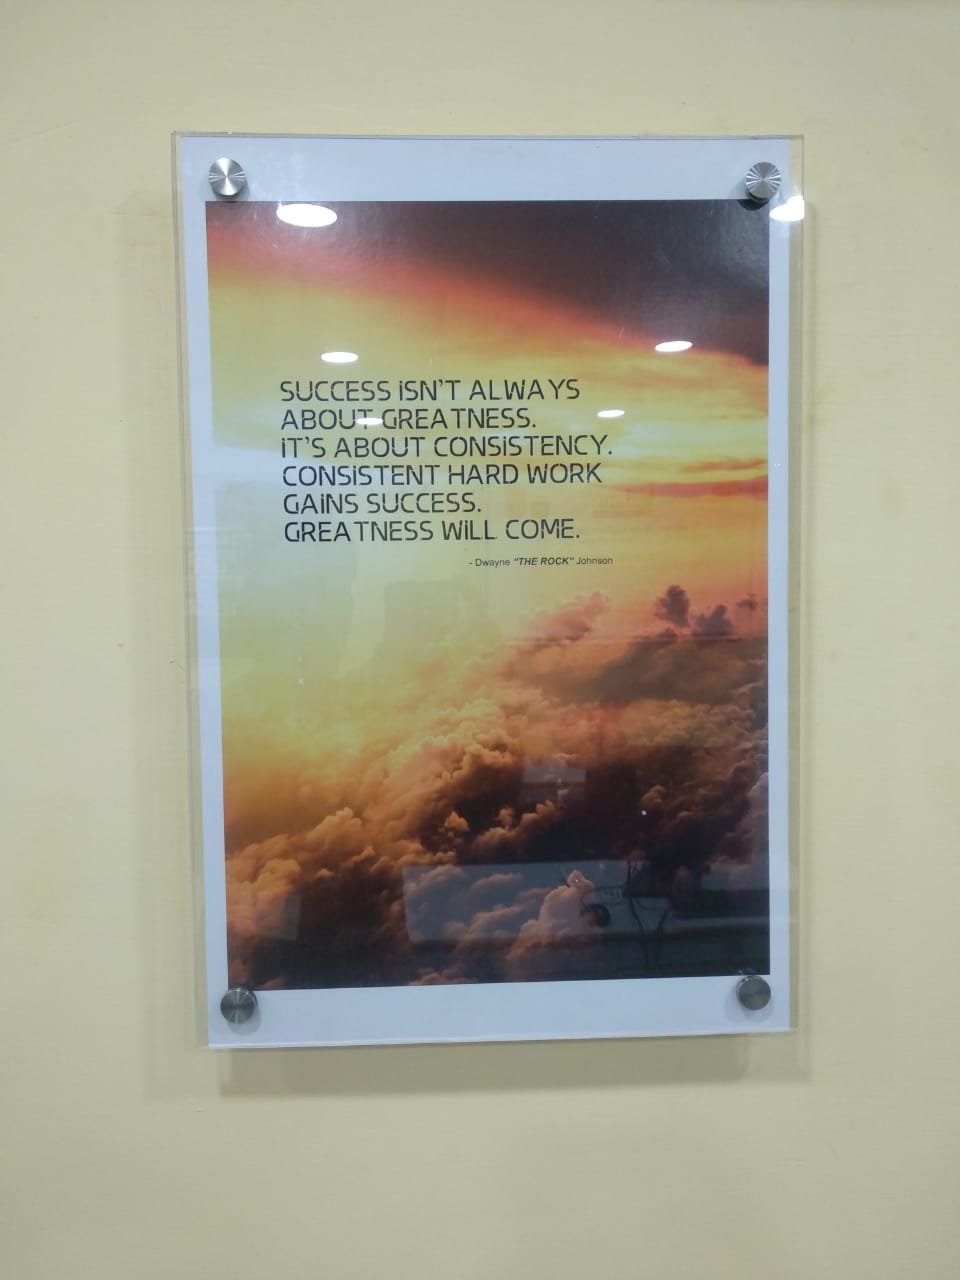 SUCCESS iSN'T ALWAYS
ABOUT GREATNESS.
iT'S ABOUT CONSiSTENCY.
CONSiSTENT HARD WORK
GAiNS SUCCESS.
GREATNESS WiLL COME.
- Dwayne "THE ROCK" Johnson